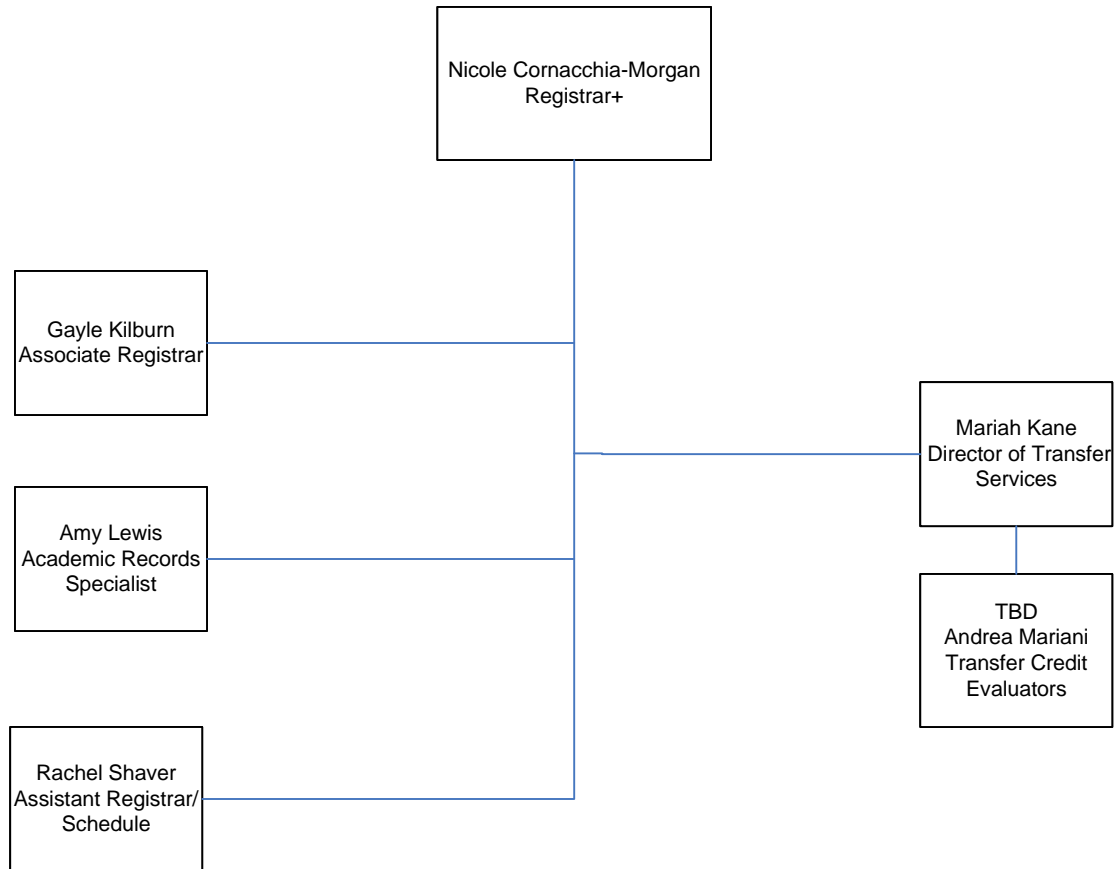 Nicole Cornacchia-Morgan
Registrar+
Gayle Kilburn
Associate Registrar
Mariah Kane
Director of Transfer
Services
Amy Lewis
Academic Records
Specialist
TBD
Andrea Mariani
Transfer Credit
Evaluators
Rachel Shaver
Assistant Registrar/
Schedule